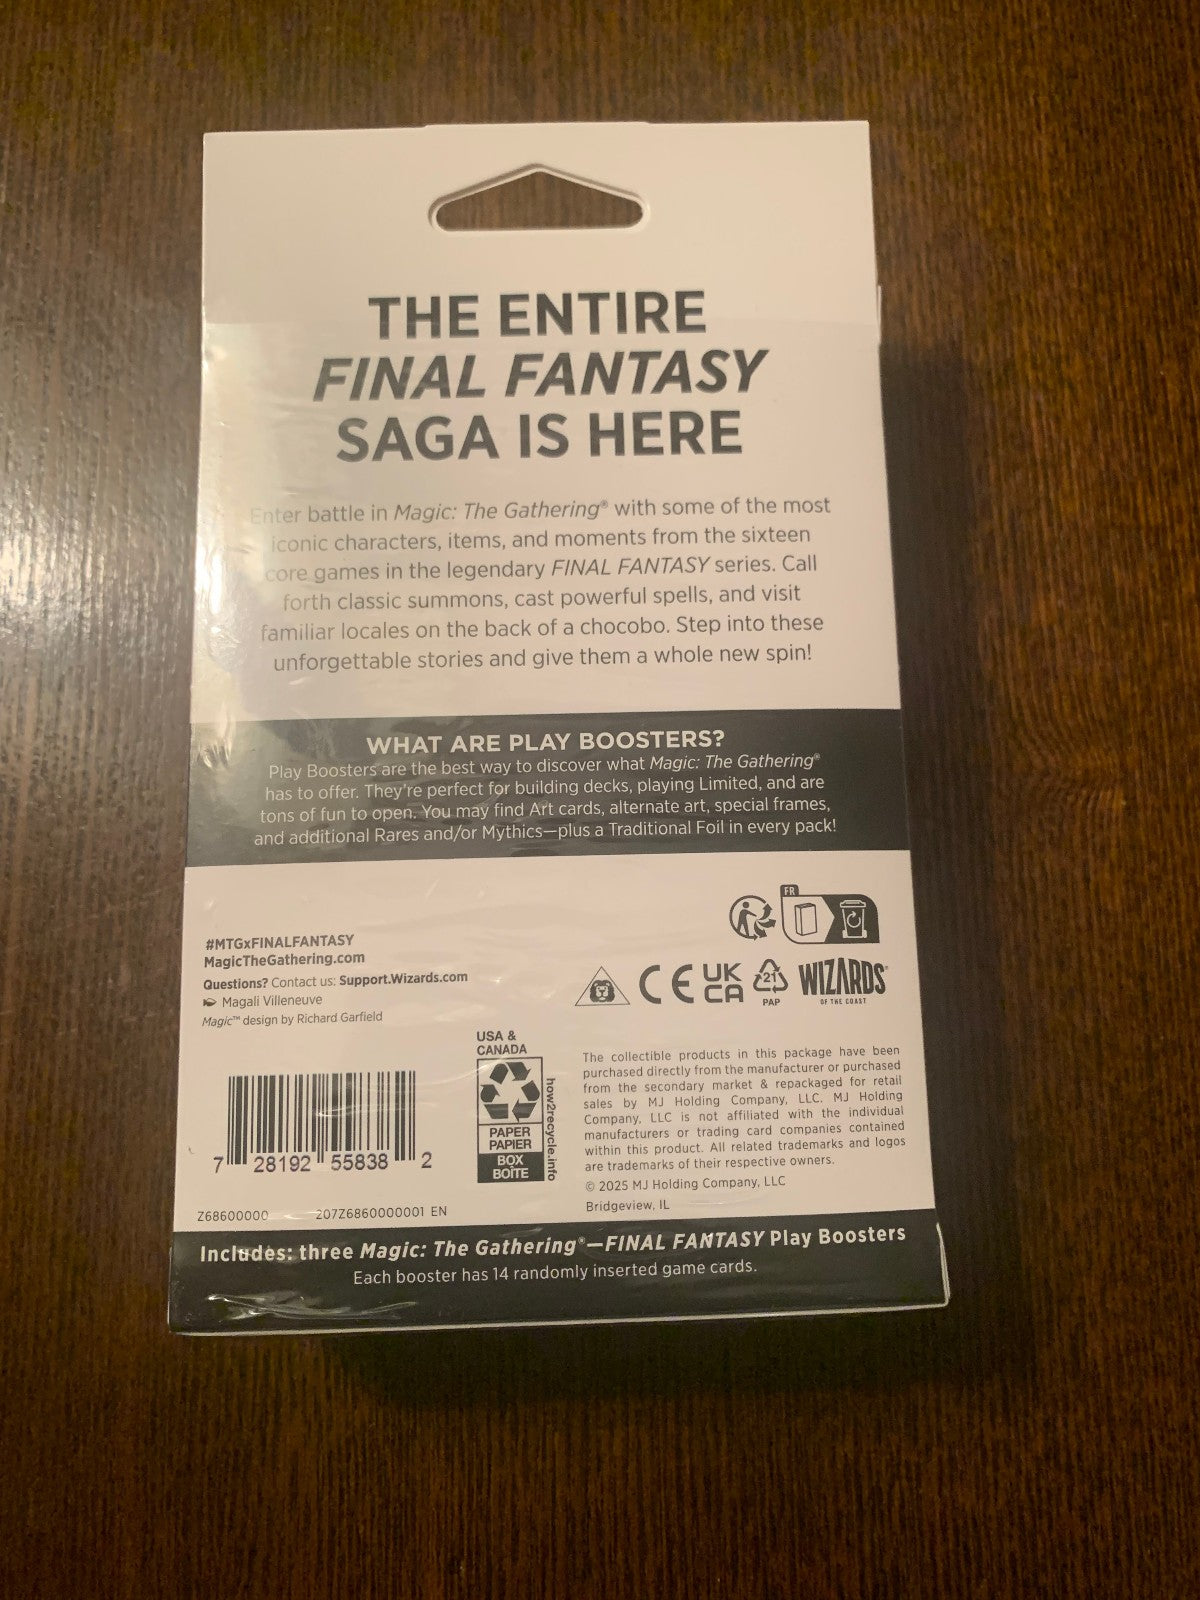 THE ENTIRE
FINAL FANTASY
SAGA IS HERE
Enter battle in Magic: The Gathering® with some of the most
iconic characters, items, and moments from the sixteen
core games in the legendary FINAL FANTASY series. Call
forth classic summons, cast powerful spells, and visit
familiar locales on the back of a chocobo. Step into these
unforgettable stories and give them a whole new spin!
WHAT ARE PLAY BOOSTERS?
Play Boosters are the best way to discover what Magic: The Gathering®
has to offer. They're perfect for building decks, playing Limited, and are
tons of fun to open. You may find Art cards, alternate art, special frames,
and additional Rares and/or Mythics—plus a Traditional Foil in every pack!
FR
#MTGxFINALFANTASY
MagicTheGathering.com
Questions? Contact us: Support.Wizards.com
Magali Villeneuve
Magic™ design by Richard Garfield
CE UK CA 21 PAP WIZARDS®
OF THE COAST
USA &
CANADA
how2recycle.info
PAPER
PAPIER
BOX
BOÎTE
7 28192 55838 2
Z68600000 207Z6860000001 EN
The collectible products in this package have been
purchased directly from the manufacturer or purchased
from the secondary market & repackaged for retail
sales by MJ Holding Company, LLC. MJ Holding
Company, LLC is not affiliated with the individual
manufacturers or trading card companies contained
within this product. All related trademarks and logos
are trademarks of their respective owners.
© 2025 MJ Holding Company, LLC
Bridgeview, IL
Includes: three Magic: The Gathering®—FINAL FANTASY Play Boosters
Each booster has 14 randomly inserted game cards.